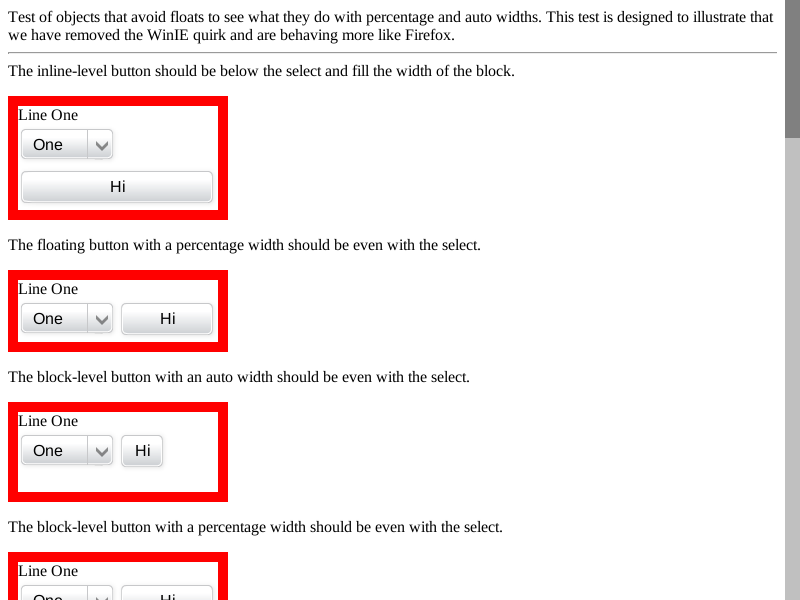 Test of objects that avoid floats to see what they do with percentage and auto widths. This test is designed to illustrate that
we have removed the WinIE quirk and are behaving more like Firefox.
The inline-level button should be below the select and fill the width of the block.
Line One
One
Hi
The floating button with a percentage width should be even with the select.
Line One
One Hi
The block-level button with an auto width should be even with the select.
Line One
One Hi
The block-level button with a percentage width should be even with the select.
Line One
One Hi